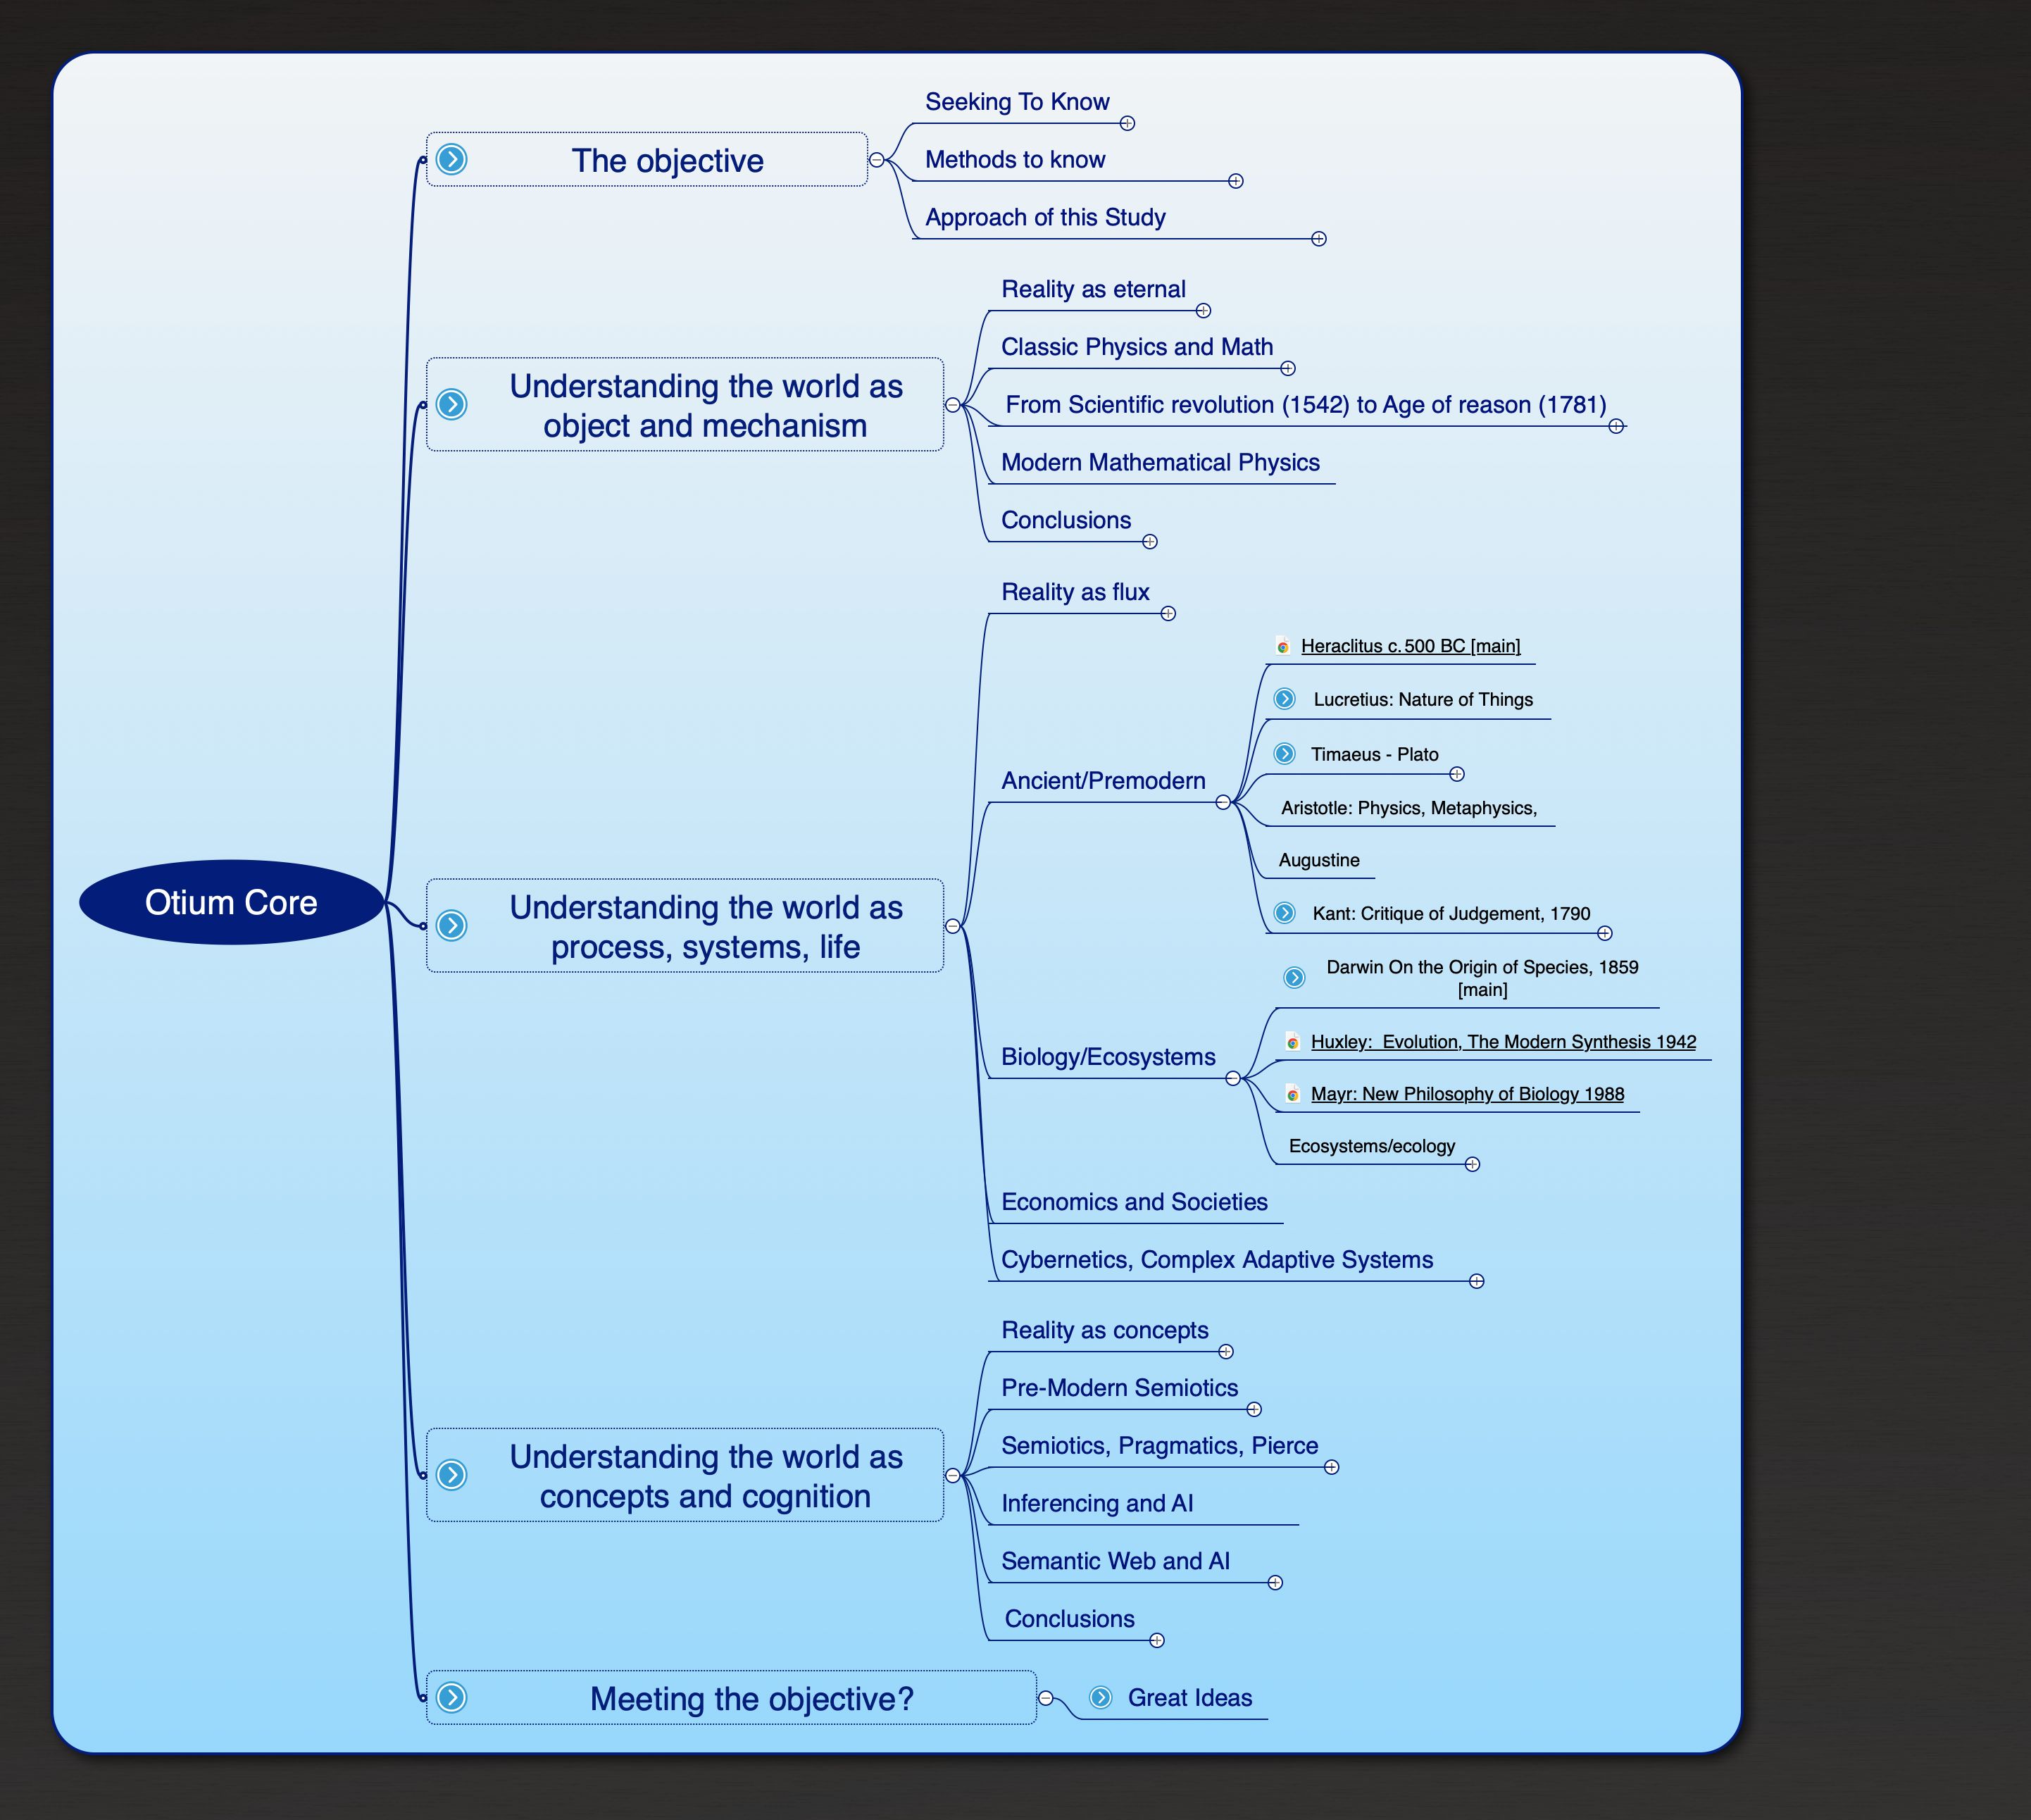 Otium Core
The objective
Seeking To Know
Methods to know
Approach of this Study
Understanding the world as
object and mechanism
Reality as eternal
Classic Physics and Math
From Scientific revolution (1542) to Age of reason (1781)
Modern Mathematical Physics
Conclusions
Understanding the world as
process, systems, life
Reality as flux
Ancient/Premodern
Heraclitus c. 500 BC [main]
Lucretius: Nature of Things
Timaeus - Plato
Aristotle: Physics, Metaphysics,
Augustine
Kant: Critique of Judgement, 1790
Biology/Ecosystems
Darwin On the Origin of Species, 1859
[main]
Huxley:  Evolution, The Modern Synthesis 1942
Mayr: New Philosophy of Biology 1988
Ecosystems/ecology
Economics and Societies
Cybernetics, Complex Adaptive Systems
Understanding the world as
concepts and cognition
Reality as concepts
Pre-Modern Semiotics
Semiotics, Pragmatics, Pierce
Inferencing and AI
Semantic Web and AI
Conclusions
Meeting the objective?
Great Ideas